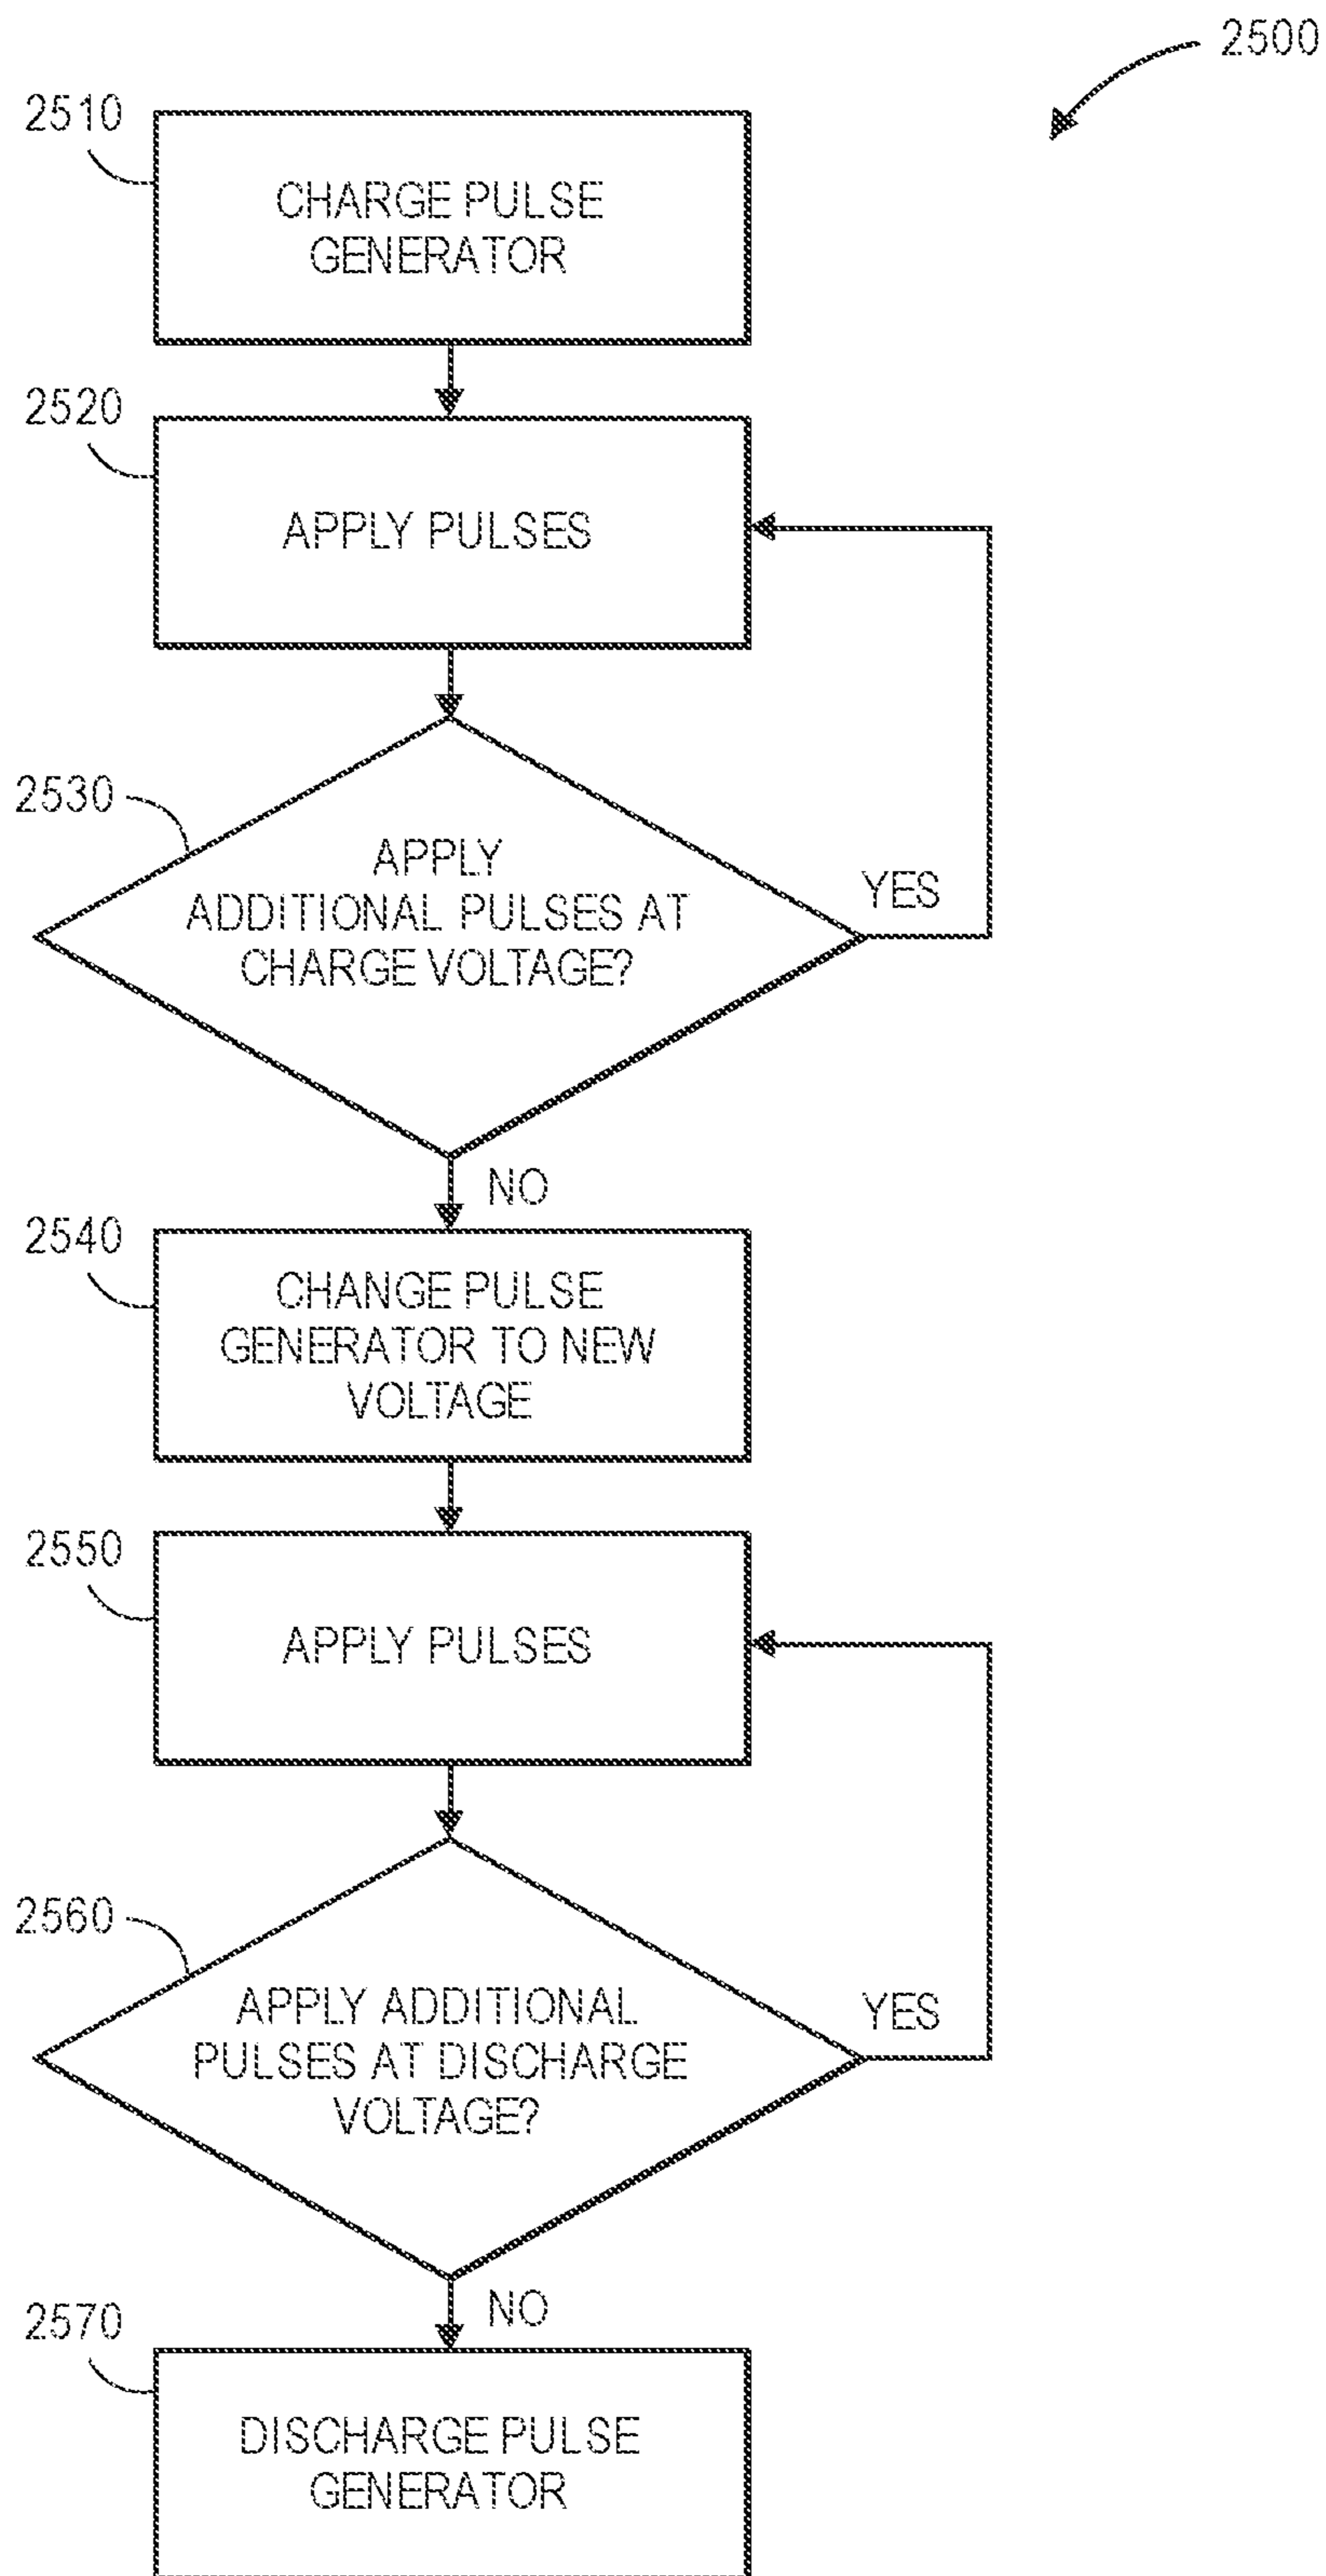 2500
2510
CHARGE PULSE
GENERATOR
2520
APPLY PULSES
2530
APPLY
ADDITIONAL PULSES AT
CHARGE VOLTAGE?
YES
NO
2540
CHANGE PULSE
GENERATOR TO NEW
VOLTAGE
2550
APPLY PULSES
2560
APPLY ADDITIONAL
PULSES AT DISCHARGE
VOLTAGE?
YES
NO
2570
DISCHARGE PULSE
GENERATOR